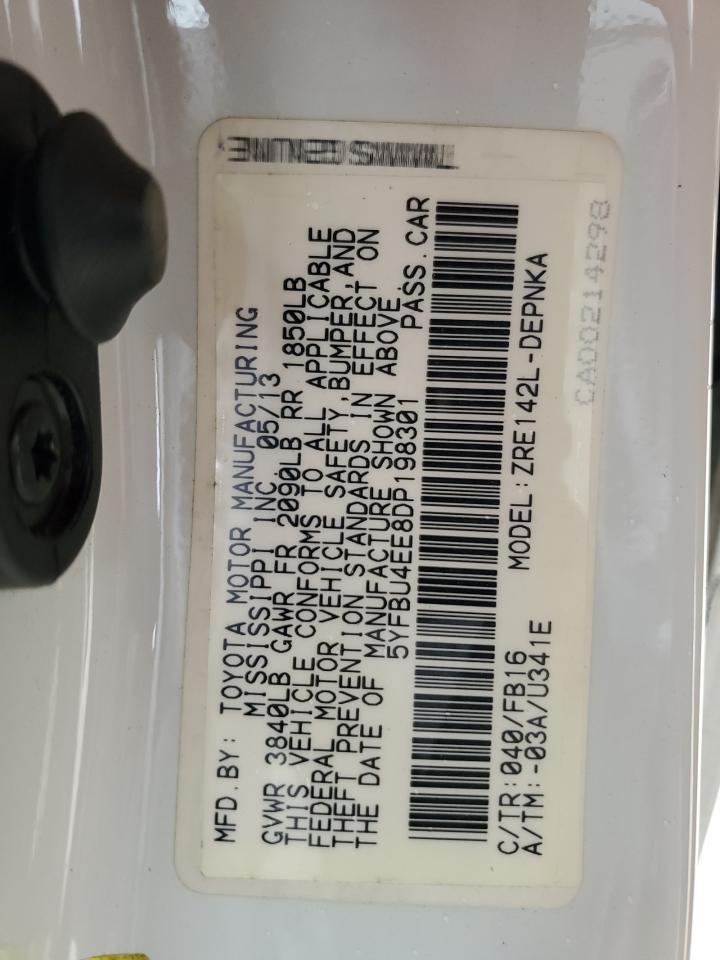 MFD.BY: TOYOTA MOTOR MANUFACTURING
MISSISSIPPI INC. 05/13
GVWR 3840LB GAWR FR 2090LB RR 1850LB
THIS VEHICLE CONFORMS TO ALL APPLICABLE
FEDERAL MOTOR VEHICLE SAFETY,BUMPER,AND
THEFT PREVENTION STANDARDS IN EFFECT ON
THE DATE OF MANUFACTURE SHOWN ABOVE
5YFBU4EE8DP198301 PASS.CAR
C/TR:040/FB16 MODEL:ZRE142L-DEPNKA
A/TM:-03A/U341E
CA00214298